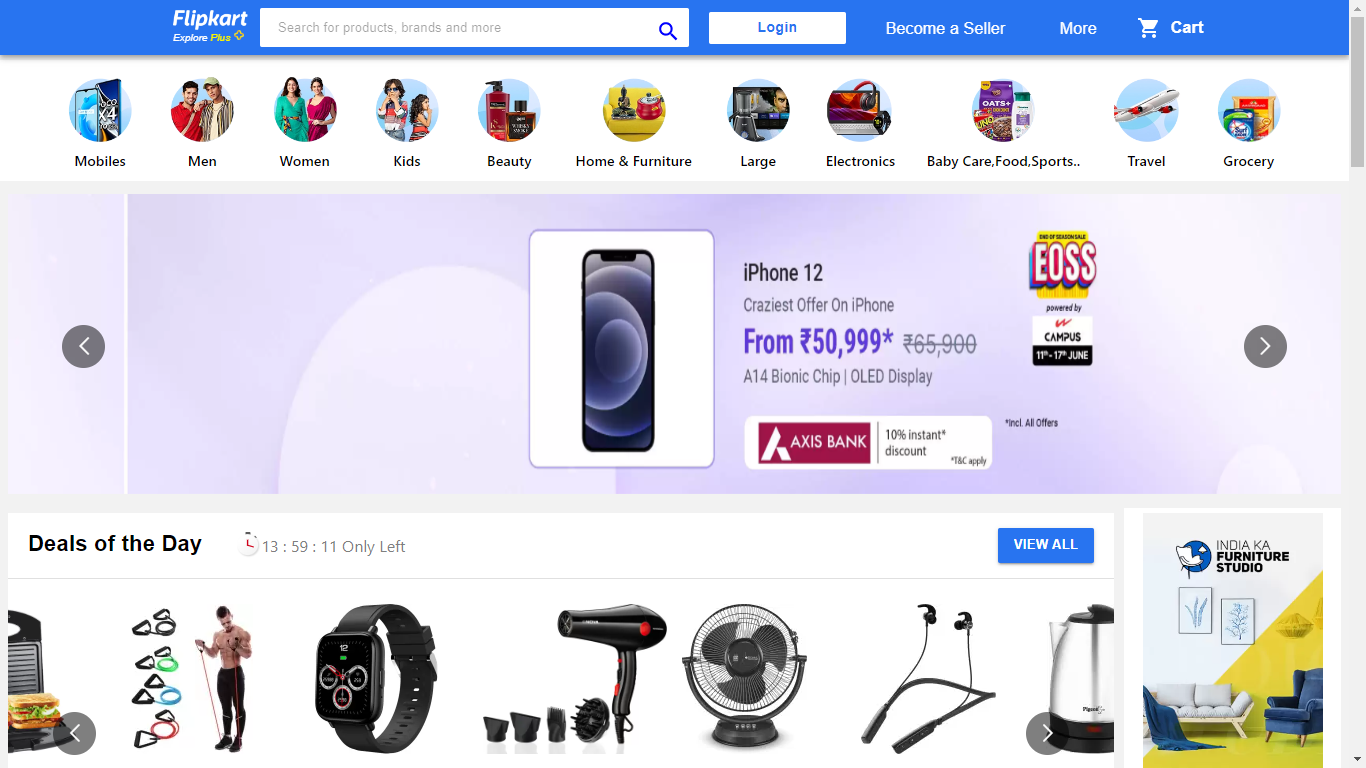 Flipkart
Explore Plus
Search for products, brands and more
Login
Become a Seller
More
Cart
Mobiles
Men
Women
Kids
Beauty
Home & Furniture
Large
Electronics
Baby Care,Food,Sports..
Travel
Grocery
iPhone 12
Craziest Offer On iPhone
From ₹50,999* ₹65,900
A14 Bionic Chip | OLED Display
AXIS BANK
10% instant*
discount
*T&C apply
*Incl. All Offers
END OF SEASON SALE
EOSS
powered by
CAMPUS
11th - 17th JUNE
Deals of the Day
13 : 59 : 11 Only Left
VIEW ALL
INDIA KA
FURNITURE
STUDIO
OATS+
Surf
12
Pigeon